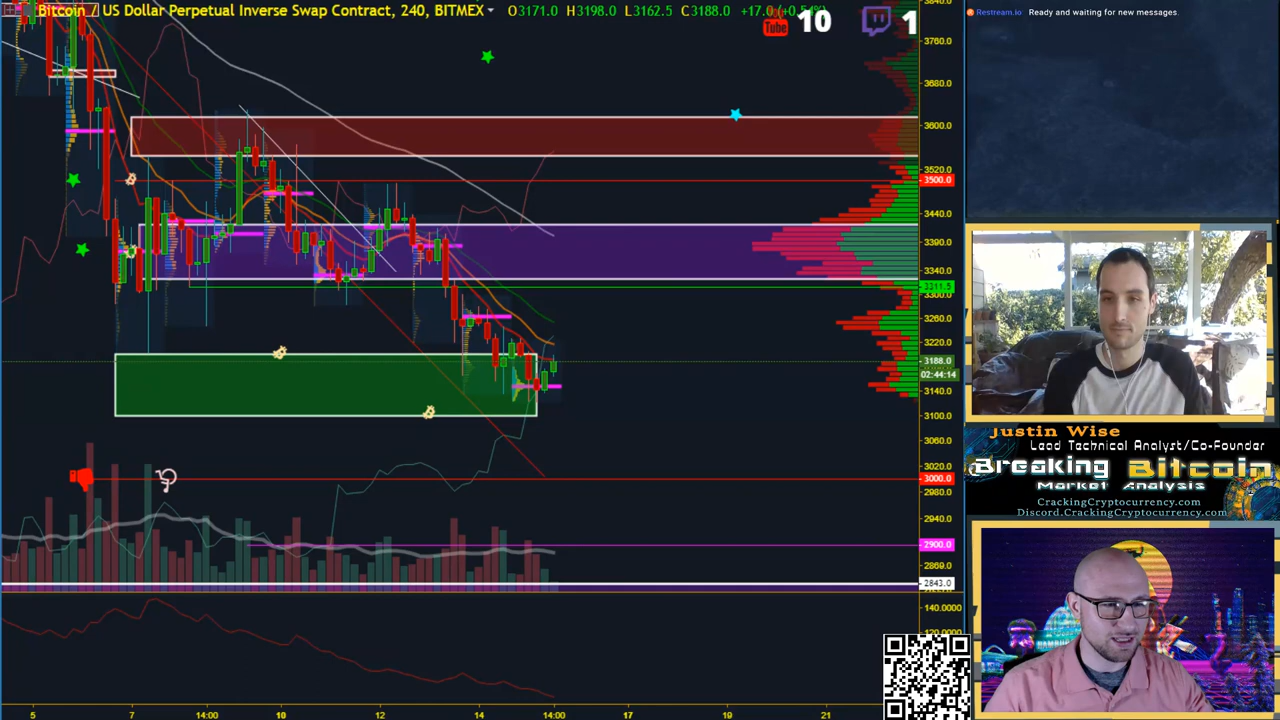 Bitcoin / US Dollar Perpetual Inverse Swap Contract, 240, BITMEX O3171.0 H3198.0 L3162.5 C3188.0
Tube 10 1
3760.0
3680.0
3600.0
3520.0
3500.0
3440.0
3390.0
3340.0
3311.5
3300.0
3260.0
3220.0
3188.0
02:44:14
3140.0
3100.0
3060.0
3020.0
3000.0
2980.0
2940.0
2900.0
2869.0
2843.0
140.0000
5 7 14:00 10 12 14 14:00 17 19 21
Restream.io Ready and waiting for new messages.
Justin Wise
Lead Technical Analyst/Co-Founder
Breaking Bitcoin
Market Analysis
CrackingCryptocurrency.com
Discord.CrackingCryptocurrency.com